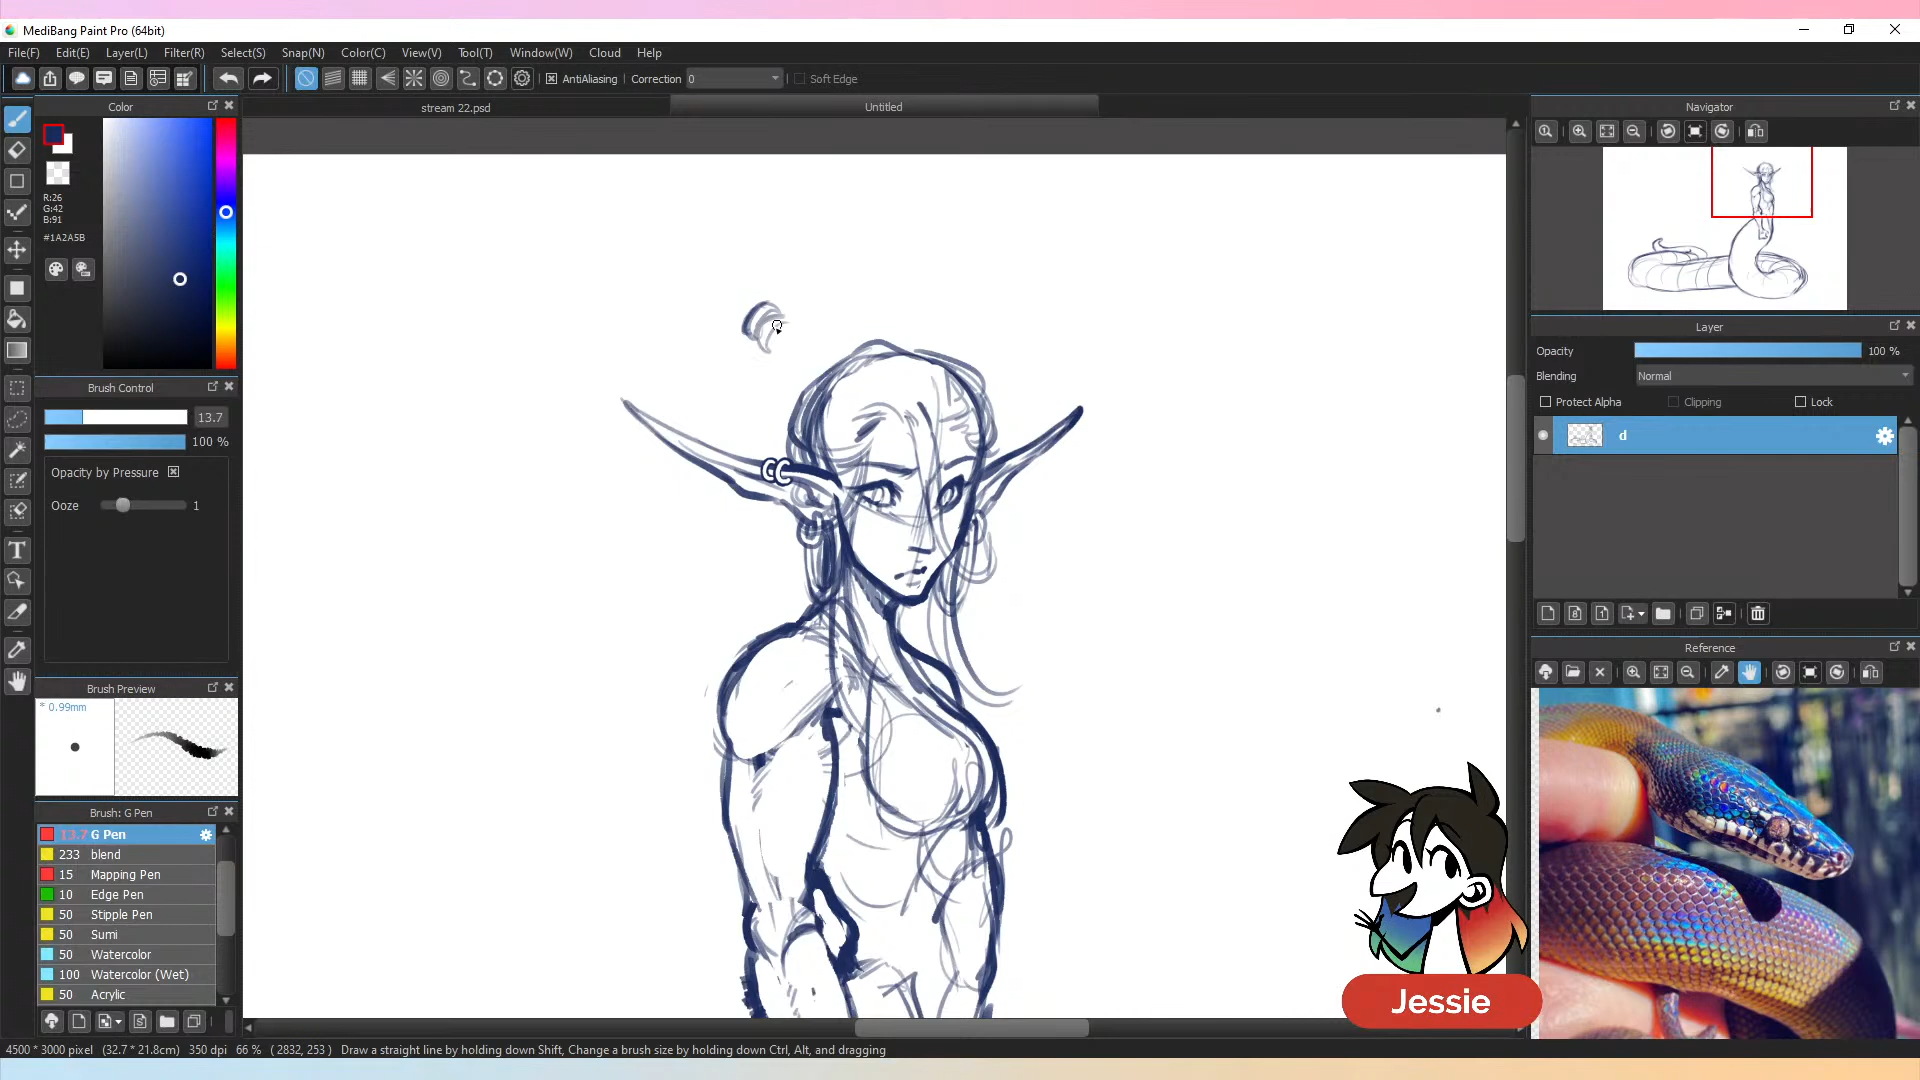 MediBang Paint Pro (64bit)
File(F) Edit(E) Layer(L) Filter(R) Select(S) Snap(N) Color(C) View(V) Tool(T) Window(W) Cloud Help
AntiAliasing Correction 0 Soft Edge
Color
stream 22.psd
Untitled
Navigator
R:26
G:42
B:91
#1A2A5B
Layer
Opacity 100 %
Blending Normal
Protect Alpha Clipping Lock
d
Brush Control
13.7
100 %
Opacity by Pressure
Ooze 1
Reference
Brush Preview
* 0.99mm
Brush: G Pen
13.7 G Pen
233 blend
15 Mapping Pen
10 Edge Pen
50 Stipple Pen
50 Sumi
50 Watercolor
100 Watercolor (Wet)
50 Acrylic
Jessie
4500 * 3000 pixel (32.7 * 21.8cm) 350 dpi 66 % ( 2832, 253 ) Draw a straight line by holding down Shift, Change a brush size by holding down Ctrl, Alt, and dragging